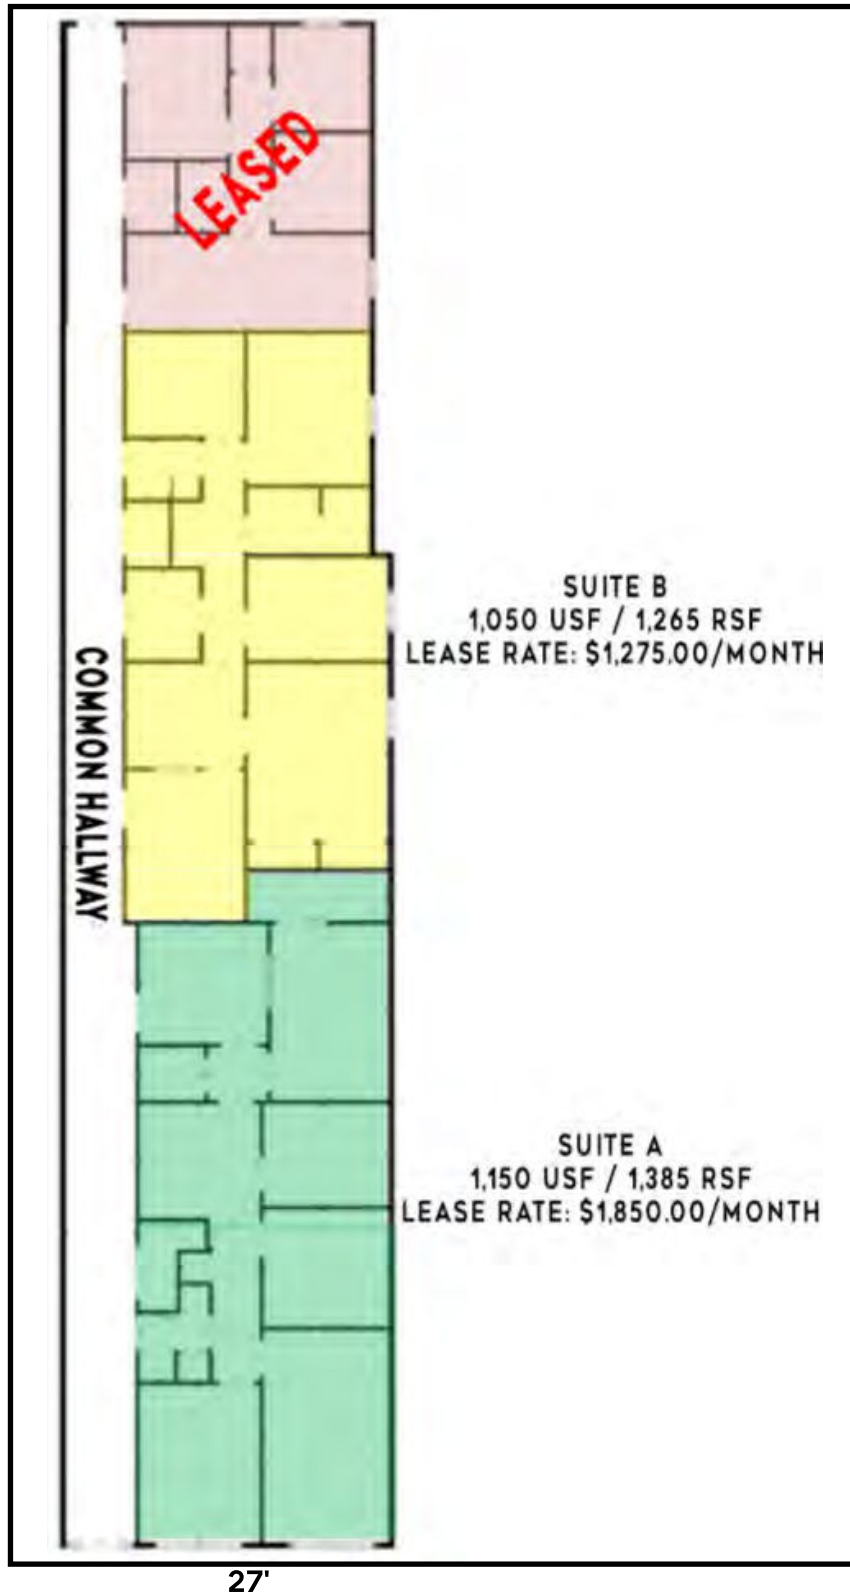 LEASED
COMMON HALLWAY
SUITE B
1,050 USF / 1,265 RSF
LEASE RATE: $1,275.00/MONTH
SUITE A
1,150 USF / 1,385 RSF
LEASE RATE: $1,850.00/MONTH
27'